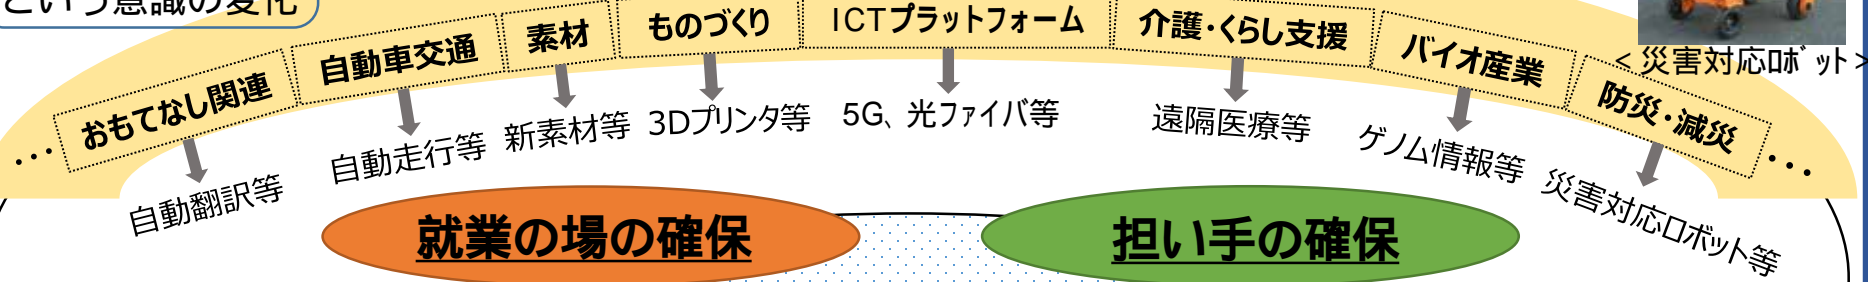 という意識の変化
おもてなし関連
自動車交通
素材
ものづくり
ICTプラットフォーム
介護・くらし支援
バイオ産業
防災・減災
・・・
・・・
<災害対応ロボット>
自動翻訳等
自動走行等
新素材等
3Dプリンタ等
5G、光ファイバ等
遠隔医療等
ゲノム情報等
災害対応ロボット等
就業の場の確保
担い手の確保